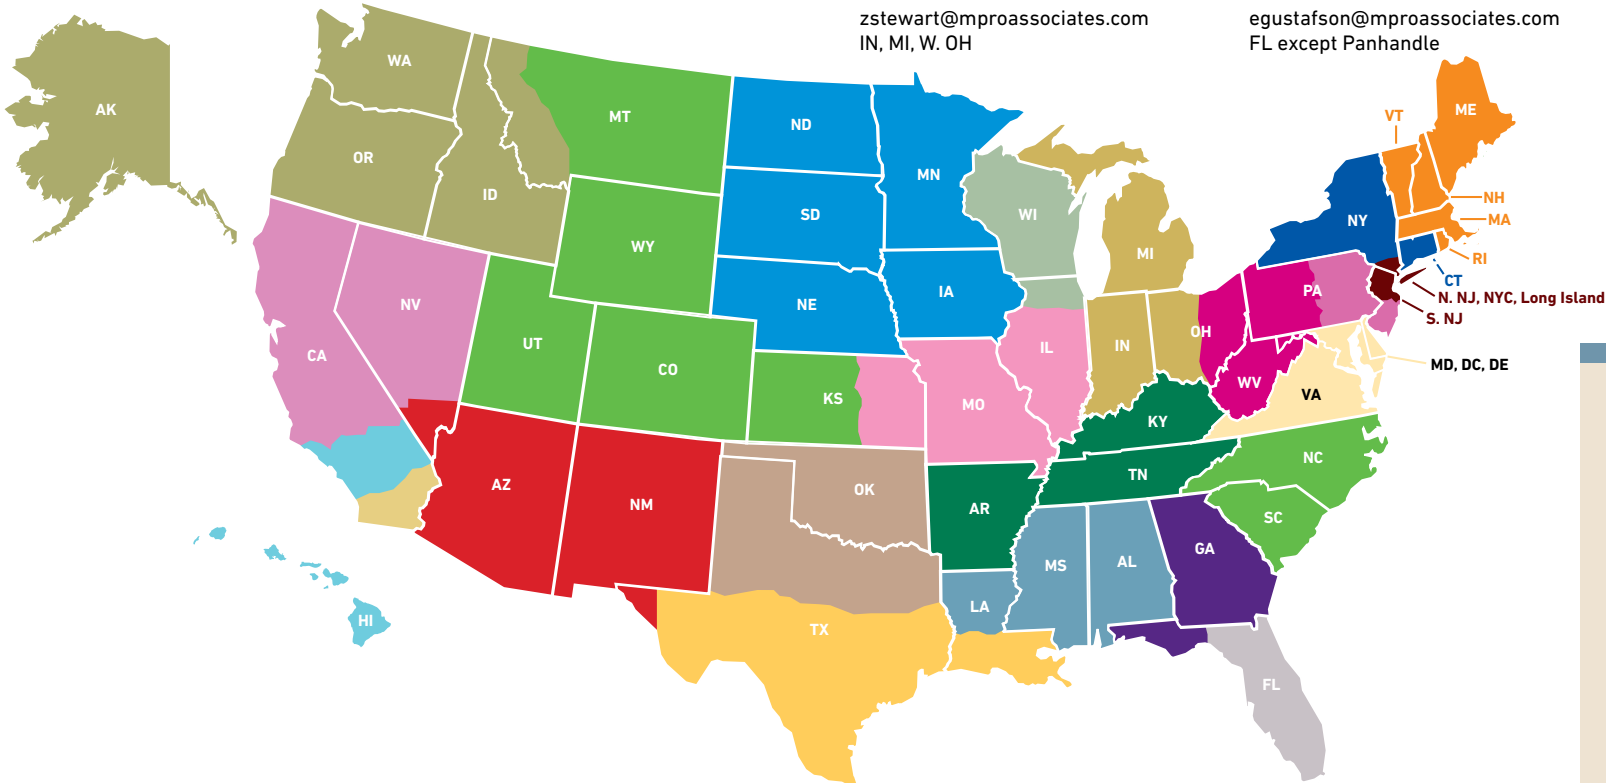 zstewart@mproassociates.com
IN, MI, W. OH
egustafson@mproassociates.com
FL except Panhandle
AK
WA
OR
ID
MT
WY
NV
CA
UT
CO
AZ
NM
HI
ND
SD
NE
KS
OK
TX
MN
IA
MO
AR
LA
WI
IL
MI
IN
OH
KY
TN
MS
AL
GA
FL
SC
NC
VA
WV
PA
NY
VT
ME
NH
MA
RI
CT
N. NJ, NYC, Long Island
S. NJ
MD, DC, DE